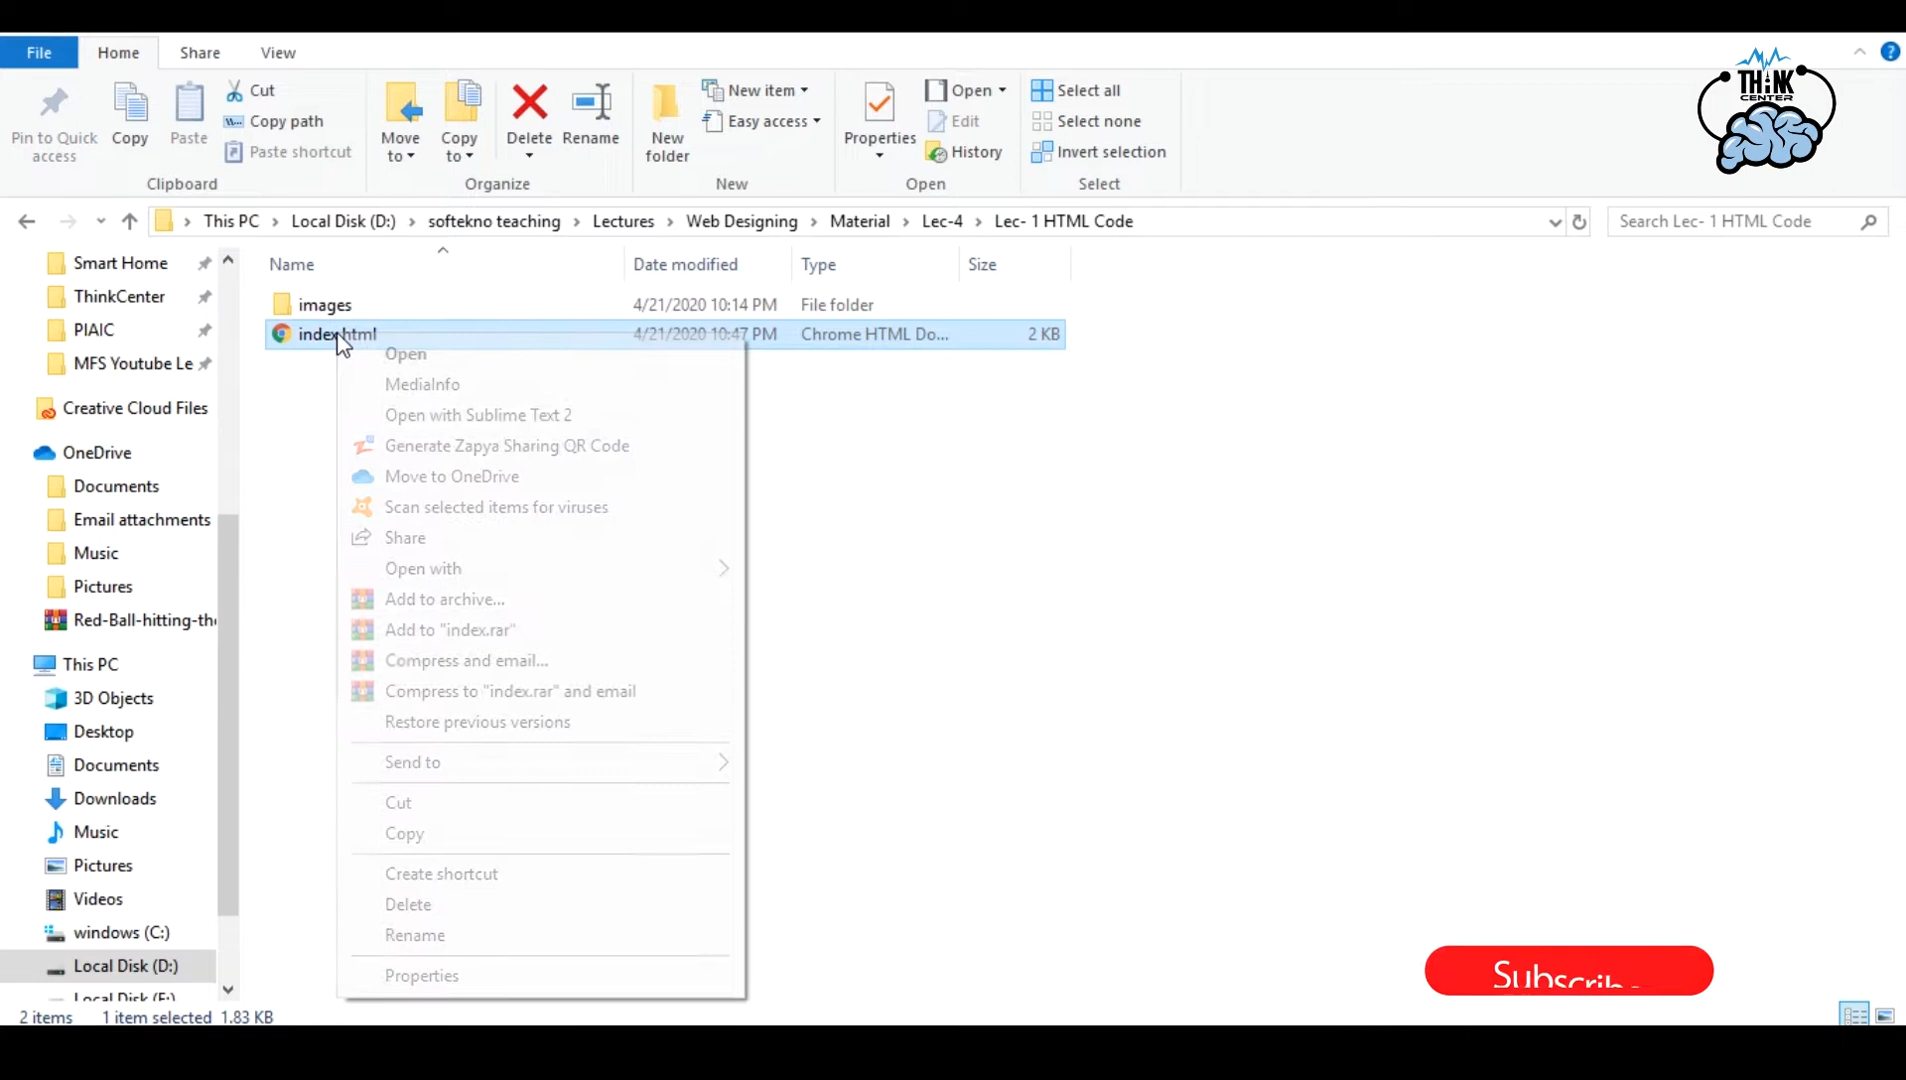 File Home Share View
THiNK
CENTER
Pin to Quick access
Copy
Paste
Cut
Copy path
Paste shortcut
Clipboard
Move to
Copy to
Delete
Rename
Organize
New folder
New item
Easy access
New
Properties
Open
Edit
History
Open
Select all
Select none
Invert selection
Select
This PC Local Disk (D:) softekno teaching Lectures Web Designing Material Lec-4 Lec- 1 HTML Code
Search Lec- 1 HTML Code
Name Date modified Type Size
images 4/21/2020 10:14 PM File folder
index.html 4/21/2020 10:47 PM Chrome HTML Do... 2 KB
Smart Home
ThinkCenter
PIAIC
MFS Youtube Le
Creative Cloud Files
OneDrive
Documents
Email attachments
Music
Pictures
Red-Ball-hitting-the
This PC
3D Objects
Desktop
Documents
Downloads
Music
Pictures
Videos
windows (C:)
Local Disk (D:)
Open
MediaInfo
Open with Sublime Text 2
Generate Zapya Sharing QR Code
Move to OneDrive
Scan selected items for viruses
Share
Open with
Add to archive...
Add to "index.rar"
Compress and email...
Compress to "index.rar" and email
Restore previous versions
Send to
Cut
Copy
Create shortcut
Delete
Rename
Properties
2 items 1 item selected 1.83 KB